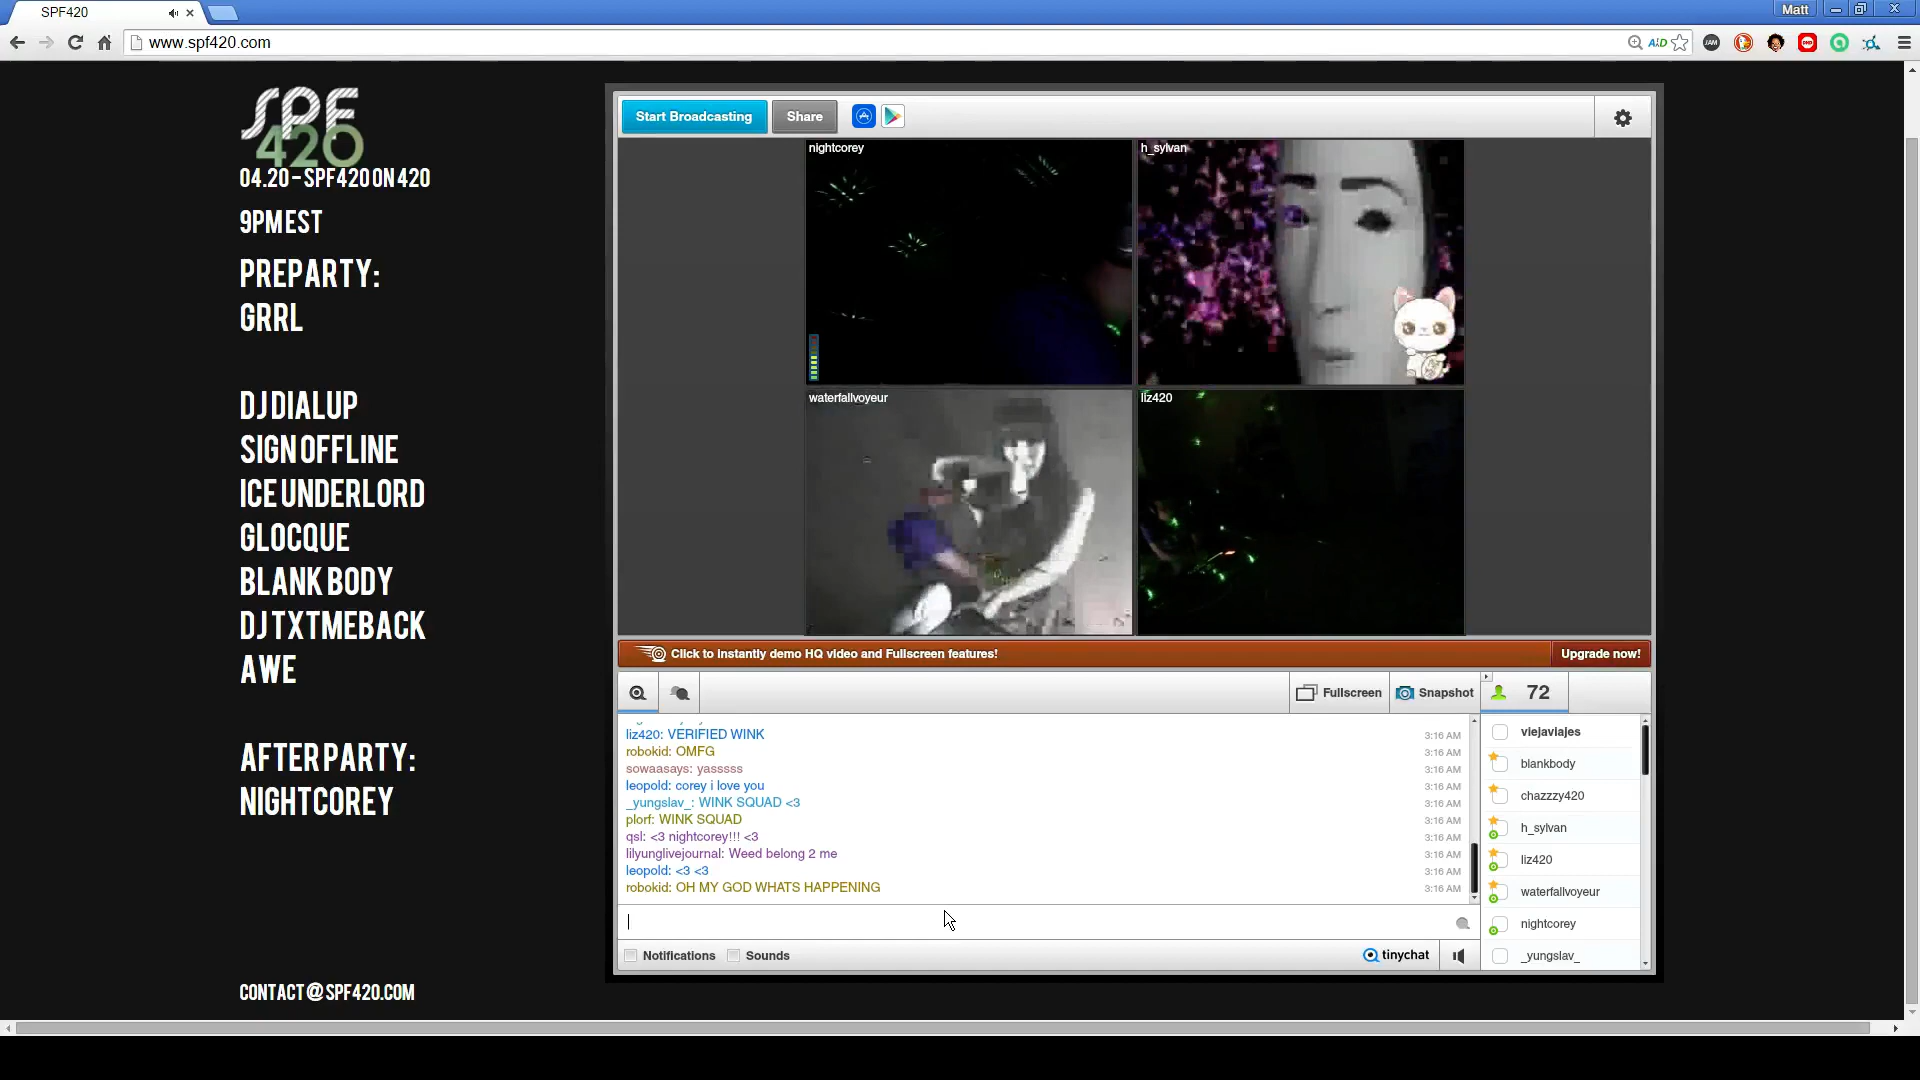 SPF420
Matt
www.spf420.com
SPF
420
04.20 - SPF420 ON 420
9PM EST
PREPARTY:
GRRL
DJ DIALUP
SIGN OFFLINE
ICE UNDERLORD
GLOCQUE
BLANK BODY
DJ TXTMEBACK
AWE
AFTER PARTY:
NIGHTCOREY
CONTACT @ SPF420.COM
Start Broadcasting
Share
nightcorey
h_sylvan
waterfallvoyeur
liz420
Click to instantly demo HQ video and Fullscreen features!
Upgrade now!
Fullscreen
Snapshot
72
liz420: VERIFIED WINK 3:16 AM
robokid: OMFG 3:16 AM
sowaasays: yasssss 3:16 AM
leopold: corey i love you 3:16 AM
_yungslav_: WINK SQUAD <3 3:16 AM
plorf: WINK SQUAD 3:16 AM
qsl: <3 nightcorey!!! <3 3:16 AM
lilyunglivejournal: Weed belong 2 me 3:16 AM
leopold: <3 <3 3:16 AM
robokid: OH MY GOD WHATS HAPPENING 3:16 AM
viejaviajes
blankbody
chazzzy420
h_sylvan
liz420
waterfallvoyeur
nightcorey
_yungslav_
Notifications
Sounds
tinychat